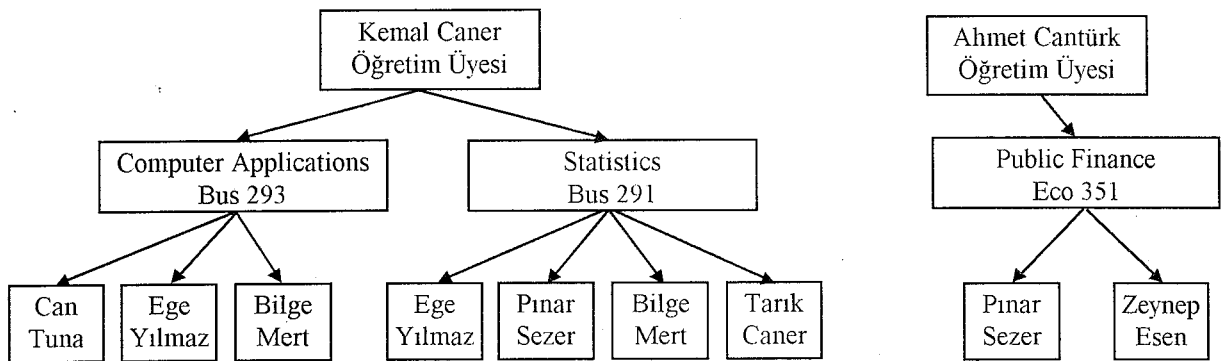 Kemal Caner
Öğretim Üyesi
Ahmet Cantürk
Öğretim Üyesi
Computer Applications
Bus 293
Statistics
Bus 291
Public Finance
Eco 351
Can
Tuna
Ege
Yılmaz
Bilge
Mert
Ege
Yılmaz
Pınar
Sezer
Bilge
Mert
Tarık
Caner
Pınar
Sezer
Zeynep
Esen